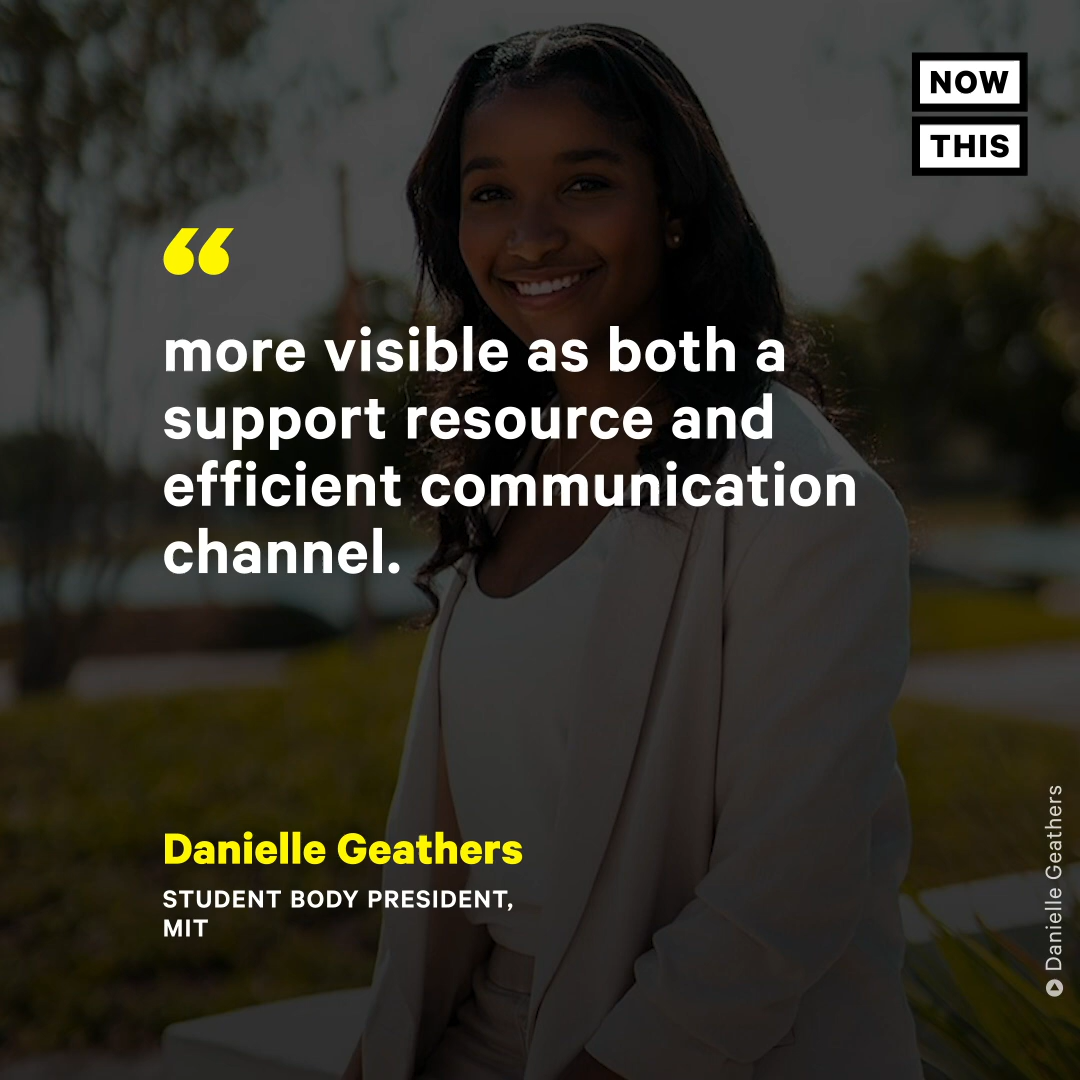 NOW
THIS
“
more visible as both a
support resource and
efficient communication
channel.
Danielle Geathers
STUDENT BODY PRESIDENT,
MIT
Danielle Geathers